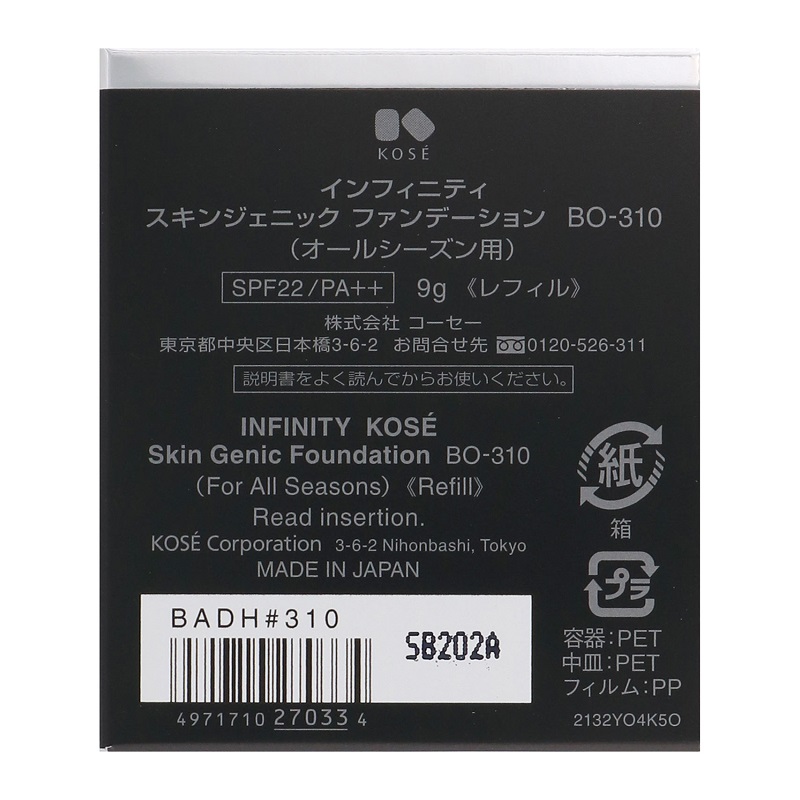 KOSÉ
インフィニティ
スキンジェニック ファンデーション BO-310
（オールシーズン用）
SPF22/PA++ 9g 《レフィル》
株式会社 コーセー
東京都中央区日本橋3-6-2 お問合せ先 0120-526-311
説明書をよく読んでからお使いください。
INFINITY KOSÉ
Skin Genic Foundation BO-310
(For All Seasons)《Refill》
Read insertion.
KOSÉ Corporation 3-6-2 Nihonbashi, Tokyo
MADE IN JAPAN
紙
箱
プラ
容器:PET
中皿:PET
フィルム:PP
BADH#310
5B202A
4971710 27033 4
2132YO4K5O